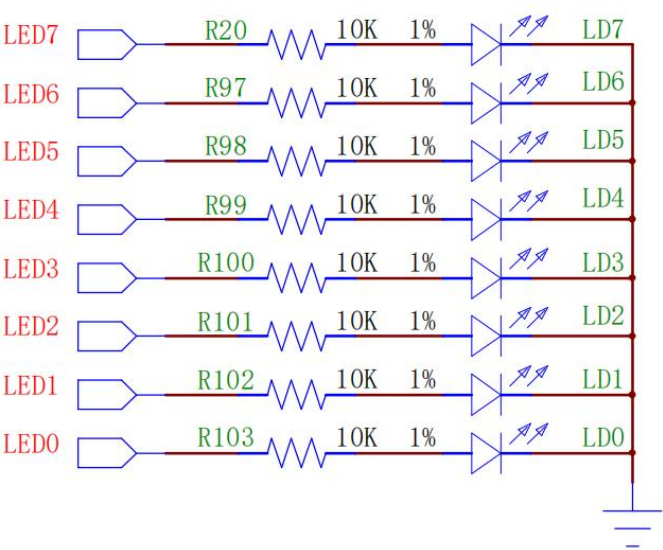 LED7 R20 10K 1% LD7
LED6 R97 10K 1% LD6
LED5 R98 10K 1% LD5
LED4 R99 10K 1% LD4
LED3 R100 10K 1% LD3
LED2 R101 10K 1% LD2
LED1 R102 10K 1% LD1
LED0 R103 10K 1% LD0